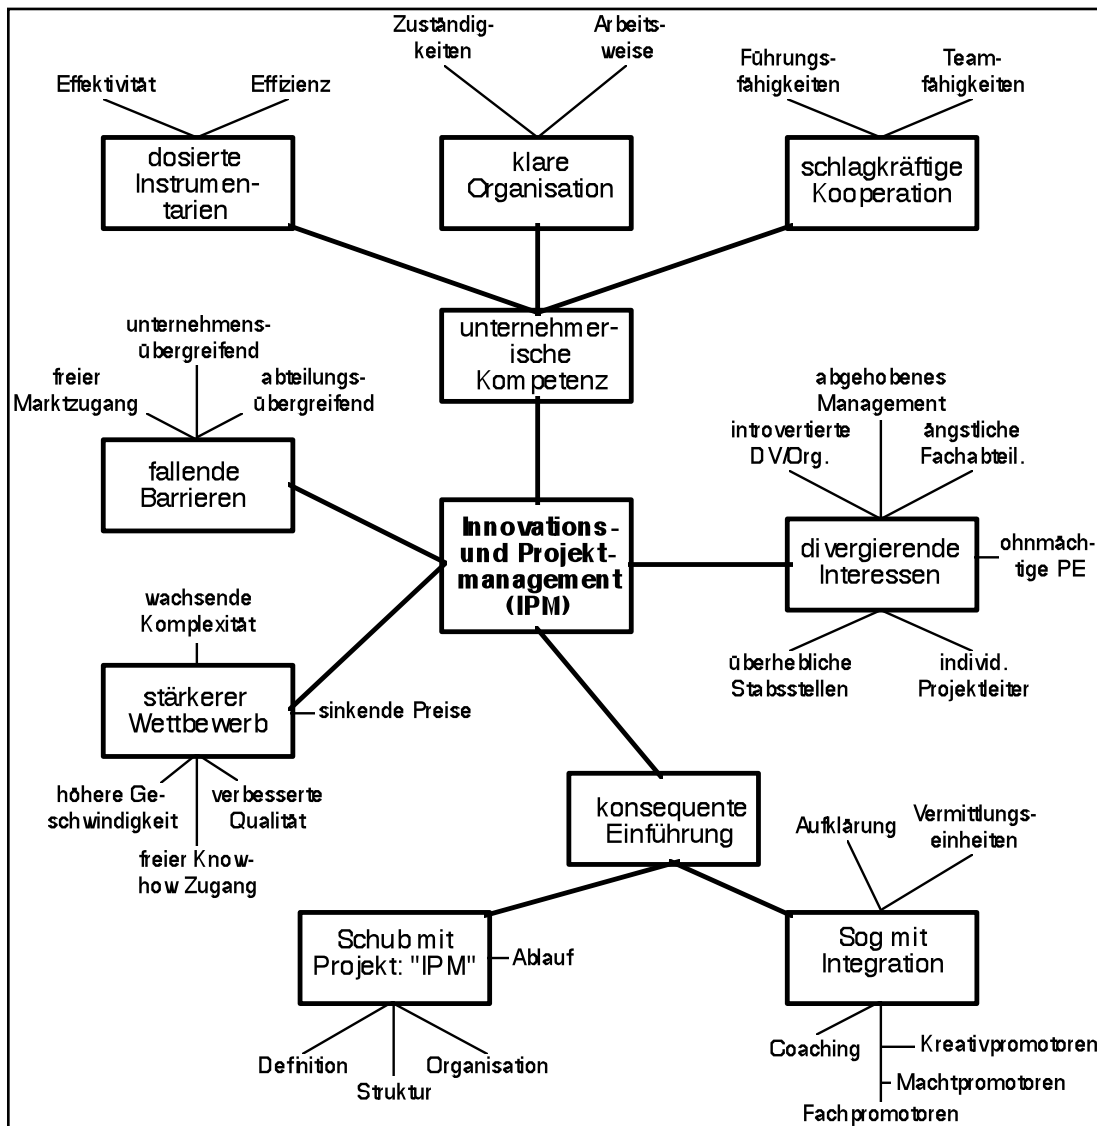 Zuständig-
keiten
Arbeits-
weise
Führungs-
fähigkeiten
Team-
fähigkeiten
Effektivität
Effizienz
dosierte
Instrumen-
tarien
klare
Organisation
schlagkräftige
Kooperation
unternehmer-
ische
Kompetenz
unternehmens-
übergreifend
freier
Marktzugang
abteilungs-
übergreifend
fallende
Barrieren
abgehobenes
Management
introvertierte
DV/Org.
ängstliche
Fachabteil.
Innovations-
und Projekt-
management
(IPM)
divergierende
Interessen
ohnmäch-
tige PE
wachsende
Komplexität
stärkerer
Wettbewerb
sinkende Preise
überhebliche
Stabsstellen
individ.
Projektleiter
höhere Ge-
schwindigkeit
verbesserte
Qualität
freier Know-
how Zugang
konsequente
Einführung
Aufklärung
Vermittlungs-
einheiten
Schub mit
Projekt: "IPM"
Ablauf
Sog mit
Integration
Definition
Struktur
Organisation
Coaching
Kreativpromotoren
Machtpromotoren
Fachpromotoren